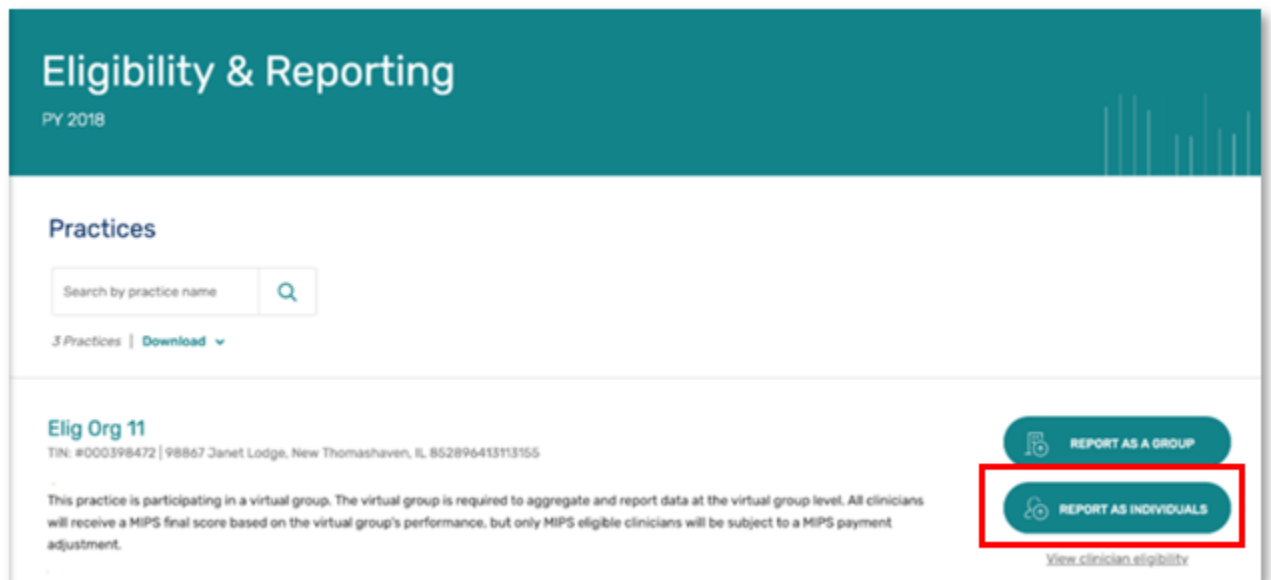 Eligibility & Reporting
PY 2018
Practices
Search by practice name
3 Practices | Download
Elig Org 11
TIN: #000398472 | 98867 Janet Lodge, New Thomashaven, IL 852896413113155
REPORT AS A GROUP
This practice is participating in a virtual group. The virtual group is required to aggregate and report data at the virtual group level. All clinicians
will receive a MIPS final score based on the virtual group's performance, but only MIPS eligible clinicians will be subject to a MIPS payment
adjustment.
REPORT AS INDIVIDUALS
View clinician eligibility